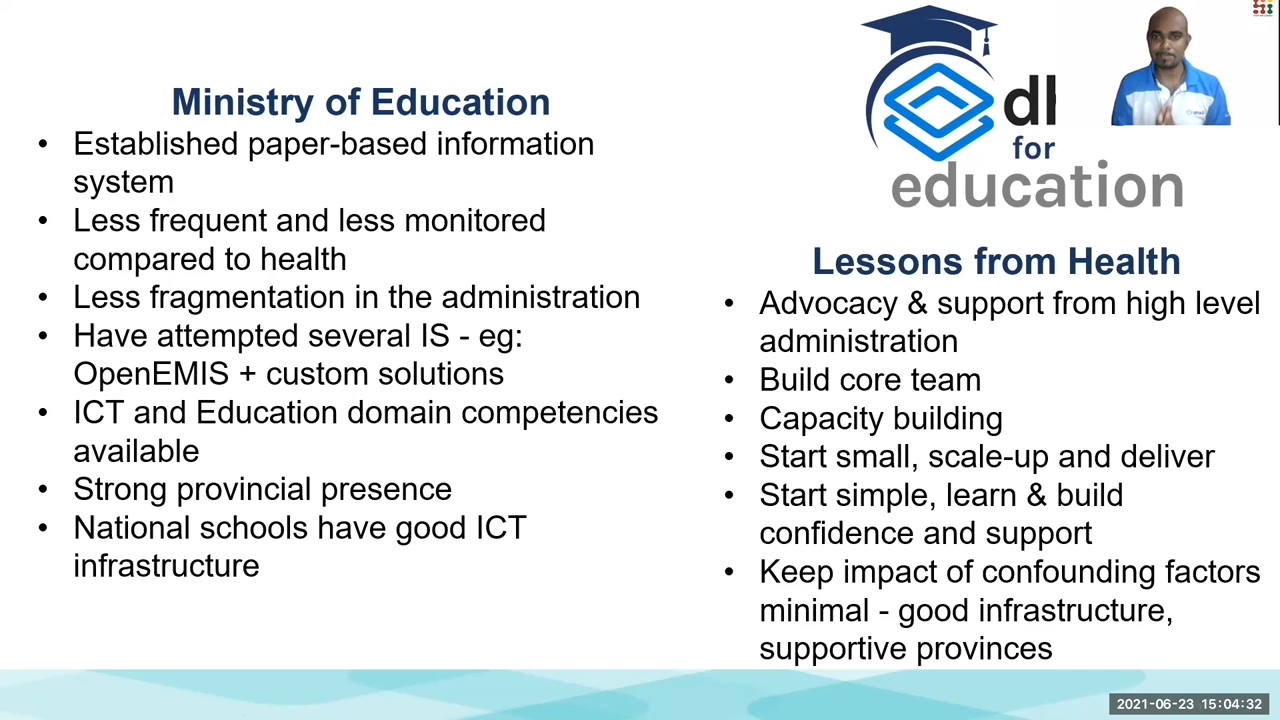 Ministry of Education
• Established paper-based information
system
• Less frequent and less monitored
compared to health
• Less fragmentation in the administration
• Have attempted several IS - eg:
OpenEMIS + custom solutions
• ICT and Education domain competencies
available
• Strong provincial presence
• National schools have good ICT
infrastructure
for
education
Lessons from Health
• Advocacy & support from high level
administration
• Build core team
• Capacity building
• Start small, scale-up and deliver
• Start simple, learn & build
confidence and support
• Keep impact of confounding factors
minimal - good infrastructure,
supportive provinces
2021-06-23 15:04:32